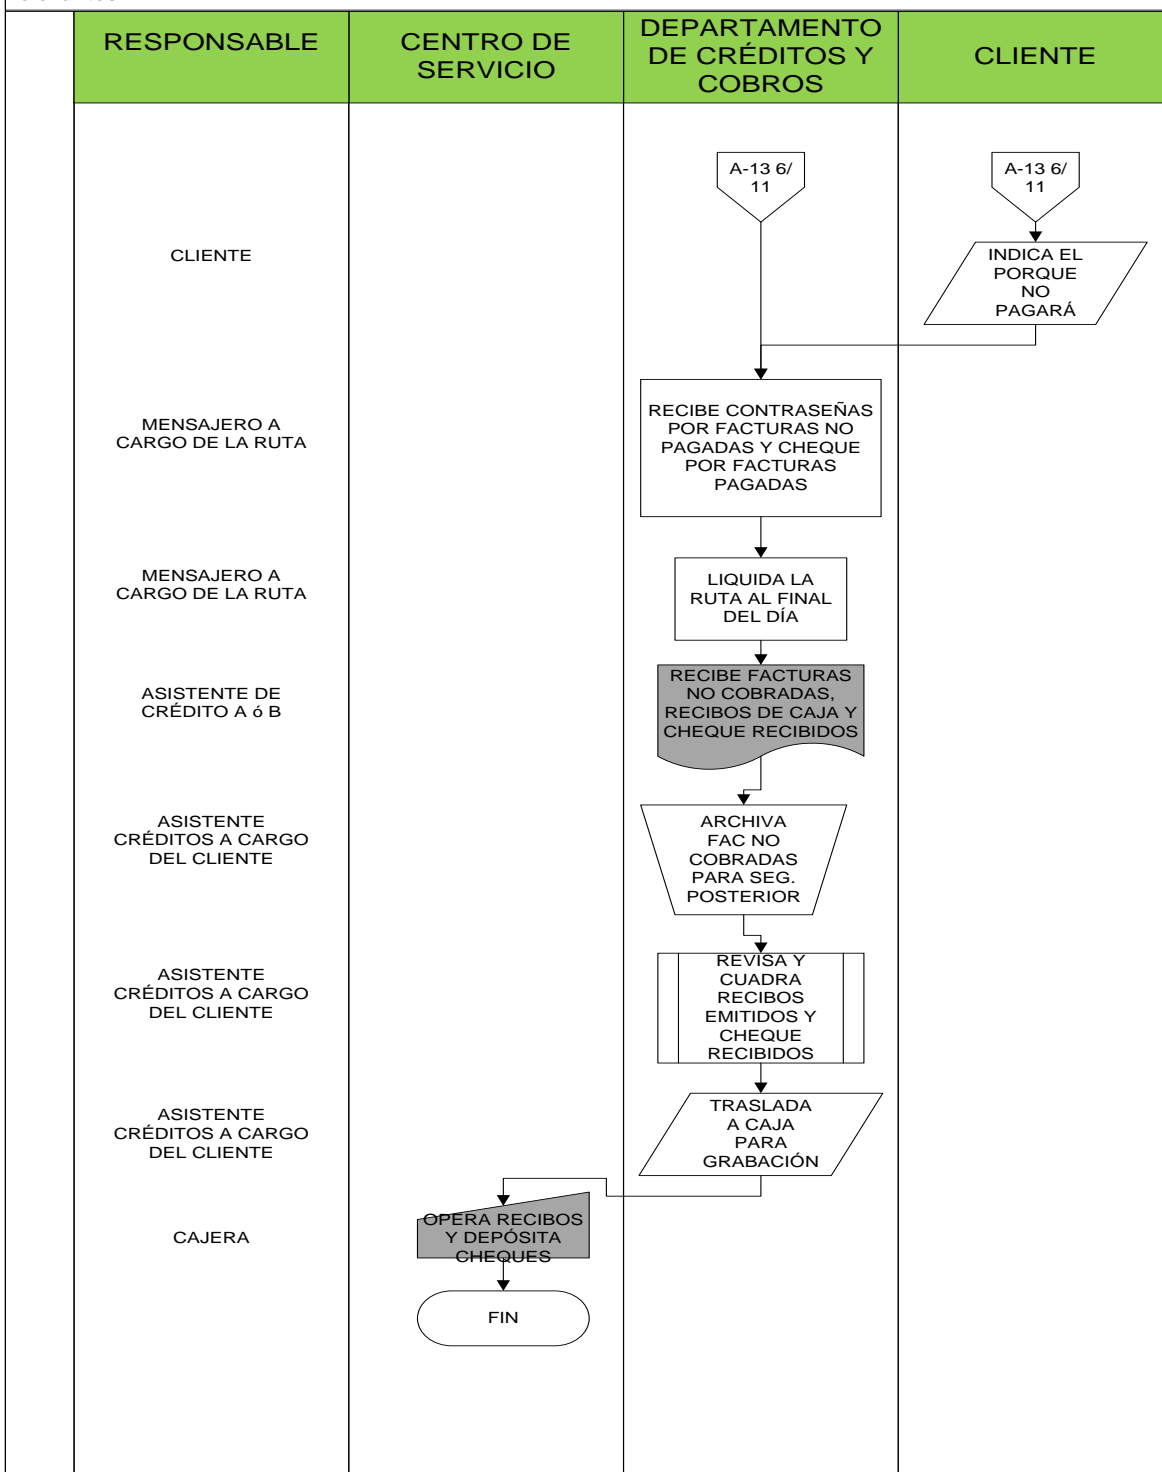 RESPONSABLE
CENTRO DE
SERVICIO
DEPARTAMENTO
DE CRÉDITOS Y
COBROS
CLIENTE
A-13 6/
11
A-13 6/
11
CLIENTE
INDICA EL
PORQUE
NO
PAGARÁ
MENSAJERO A
CARGO DE LA RUTA
RECIBE CONTRASEÑAS
POR FACTURAS NO
PAGADAS Y CHEQUE
POR FACTURAS
PAGADAS
MENSAJERO A
CARGO DE LA RUTA
LIQUIDA LA
RUTA AL FINAL
DEL DÍA
ASISTENTE DE
CRÉDITO A ó B
RECIBE FACTURAS
NO COBRADAS,
RECIBOS DE CAJA Y
CHEQUE RECIBIDOS
ASISTENTE
CRÉDITOS A CARGO
DEL CLIENTE
ARCHIVA
FAC NO
COBRADAS
PARA SEG.
POSTERIOR
ASISTENTE
CRÉDITOS A CARGO
DEL CLIENTE
REVISA Y
CUADRA
RECIBOS
EMITIDOS Y
CHEQUE
RECIBIDOS
ASISTENTE
CRÉDITOS A CARGO
DEL CLIENTE
TRASLADA
A CAJA
PARA
GRABACIÓN
CAJERA
OPERA RECIBOS
Y DEPÓSITA
CHEQUES
FIN